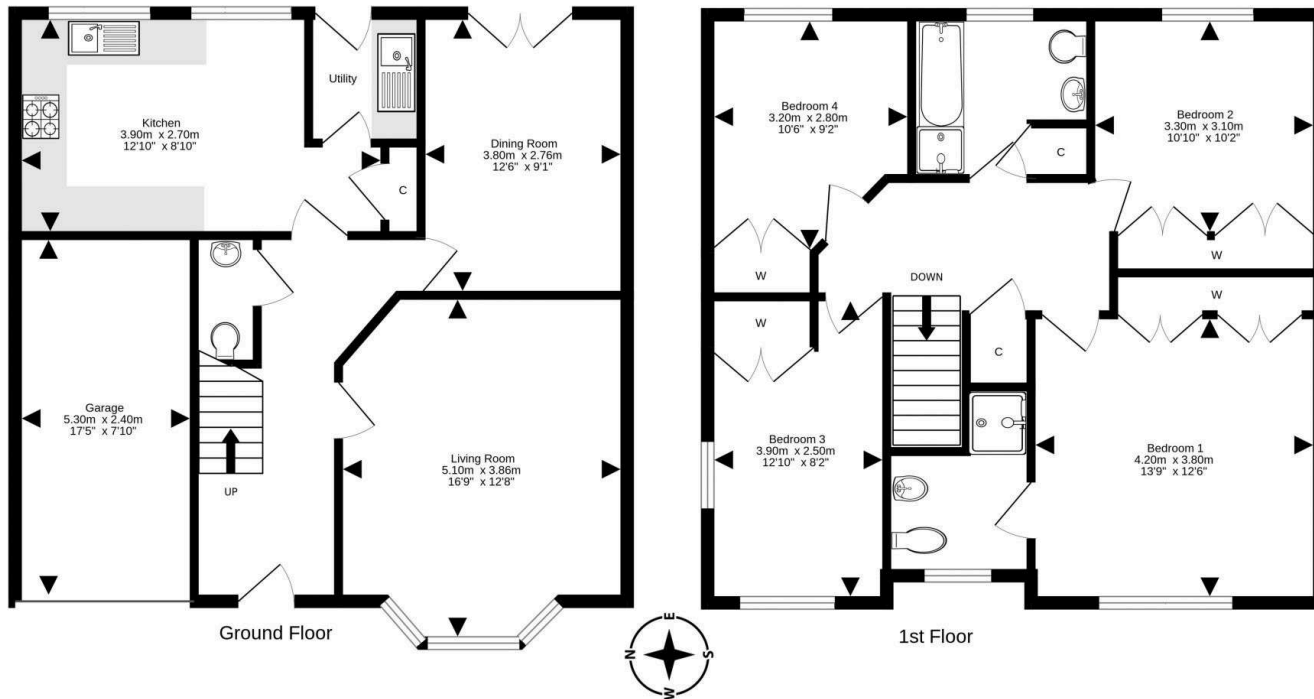 Kitchen
3.90m x 2.70m
12'10" x 8'10"
Utility
Dining Room
3.80m x 2.76m
12'6" x 9'1"
C
Garage
5.30m x 2.40m
17'5" x 7'10"
UP
Living Room
5.10m x 3.86m
16'9" x 12'8"
Ground Floor
Bedroom 4
3.20m x 2.80m
10'6" x 9'2"
Bedroom 2
3.30m x 3.10m
10'10" x 10'2"
C
W
W
DOWN
W
W
C
Bedroom 3
3.90m x 2.50m
12'10" x 8'2"
Bedroom 1
4.20m x 3.80m
13'9" x 12'6"
1st Floor
E
N
S
W